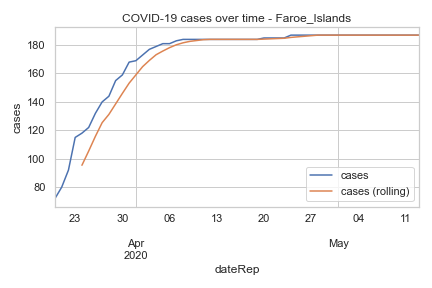 COVID-19 cases over time - Faroe_Islands
cases
180
160
140
120
100
80
cases
cases (rolling)
23 30 06 13 20 27 04 11
Apr May
2020
dateRep